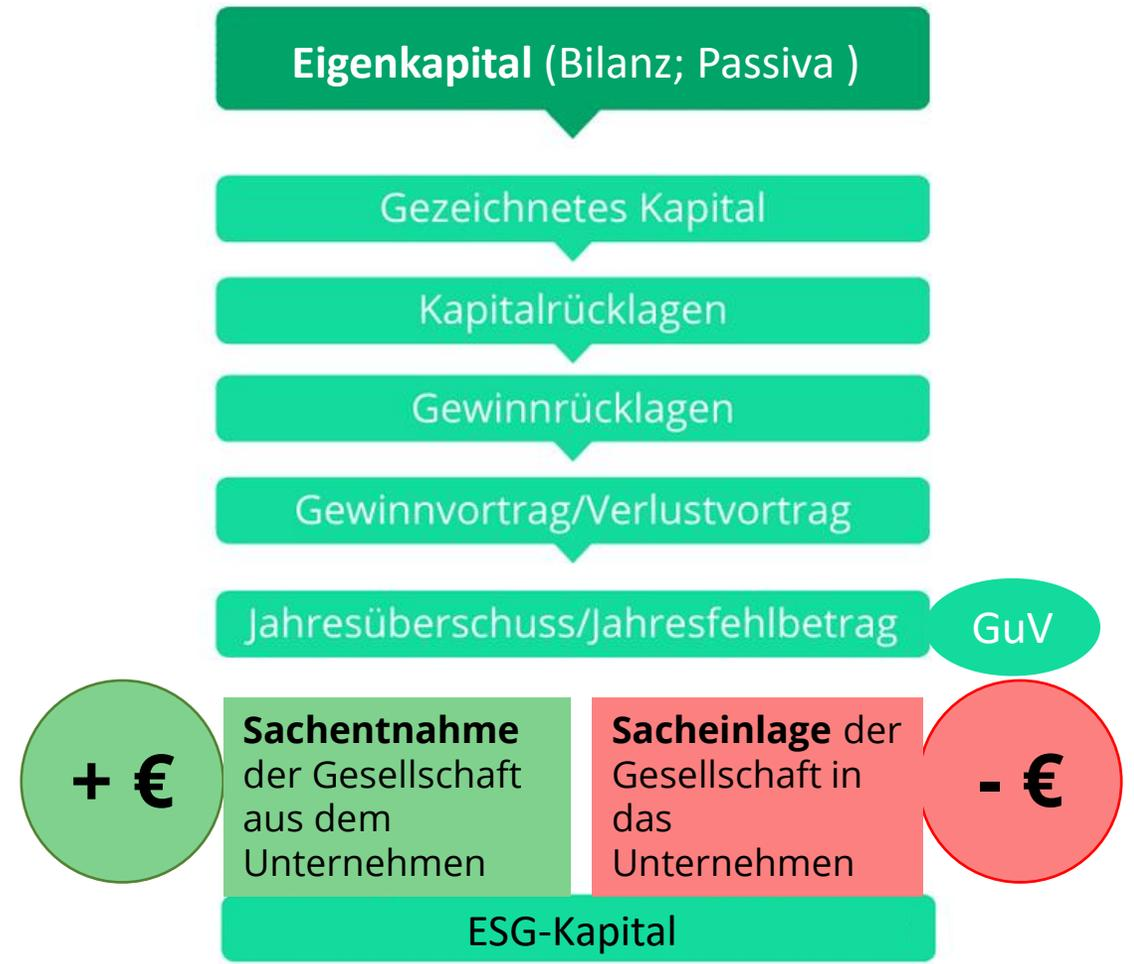 Eigenkapital (Bilanz; Passiva )
Gezeichnetes Kapital
Kapitalrücklagen
Gewinnrücklagen
Gewinnvortrag/Verlustvortrag
Jahresüberschuss/Jahresfehlbetrag
GuV
+ €
Sachentnahme
der Gesellschaft
aus dem
Unternehmen
Sacheinlage der
Gesellschaft in
das
Unternehmen
- €
ESG-Kapital